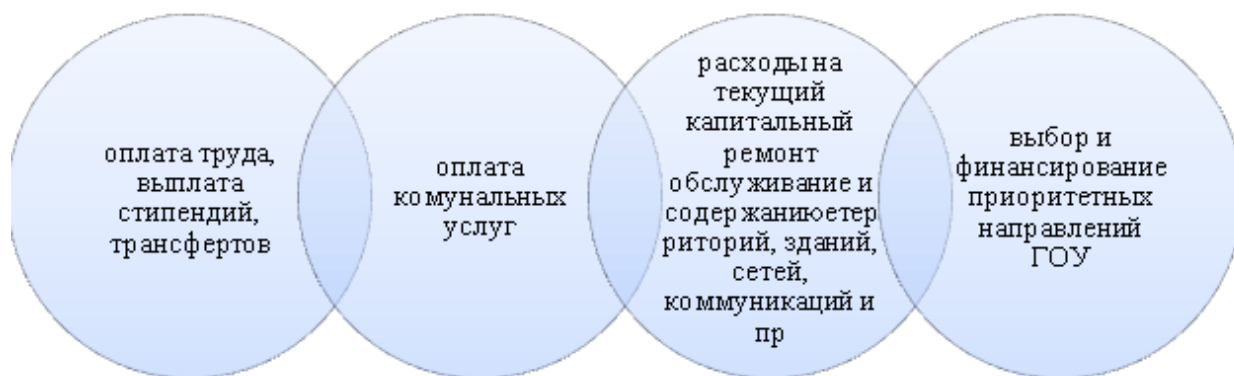 оплата труда,
выплата
стипендий,
трансфертов
оплата
комунальных
услуг
расходы на
текущий
капитальный
ремонт
обслуживание и
содержаниюетер
риторий, зданий,
сетей,
коммуникаций и
пр
выбор и
финансирование
приоритетных
направлений
ГОУ